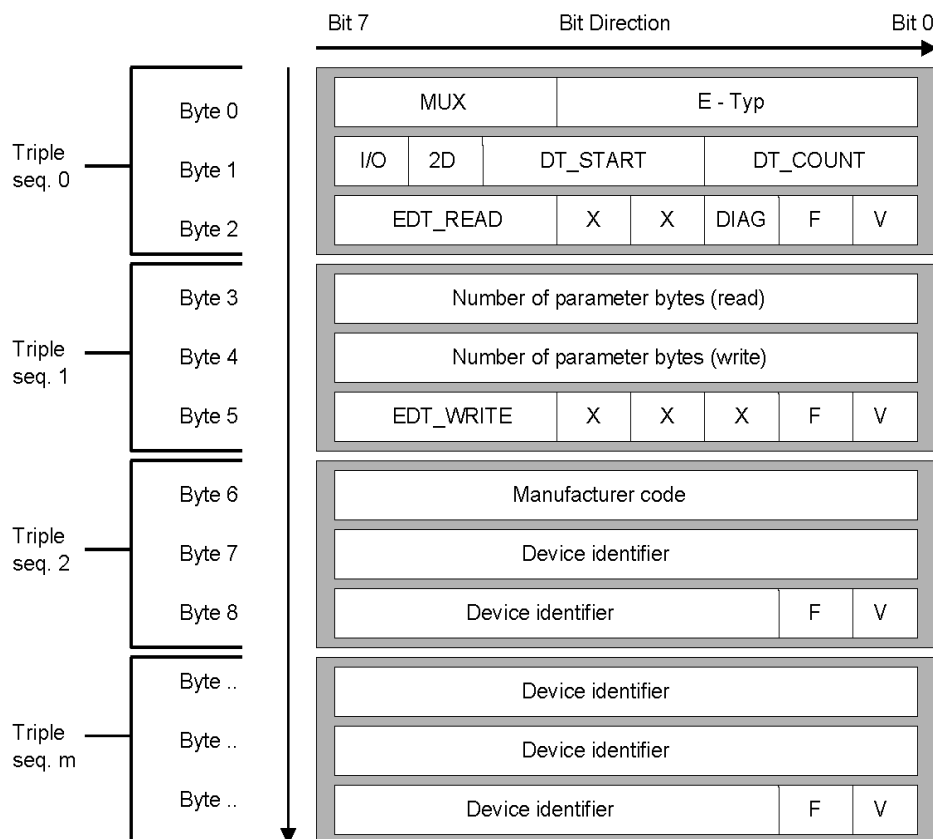 Bit 7 Bit Direction Bit 0
Byte 0 MUX E - Typ
Triple
seq. 0
Byte 1 I/O 2D DT_START DT_COUNT
Byte 2 EDT_READ X X DIAG F V
Byte 3 Number of parameter bytes (read)
Triple
seq. 1
Byte 4 Number of parameter bytes (write)
Byte 5 EDT_WRITE X X X F V
Byte 6 Manufacturer code
Triple
seq. 2
Byte 7 Device identifier
Byte 8 Device identifier F V
Byte .. Device identifier
Triple
seq. m
Byte .. Device identifier
Byte .. Device identifier F V